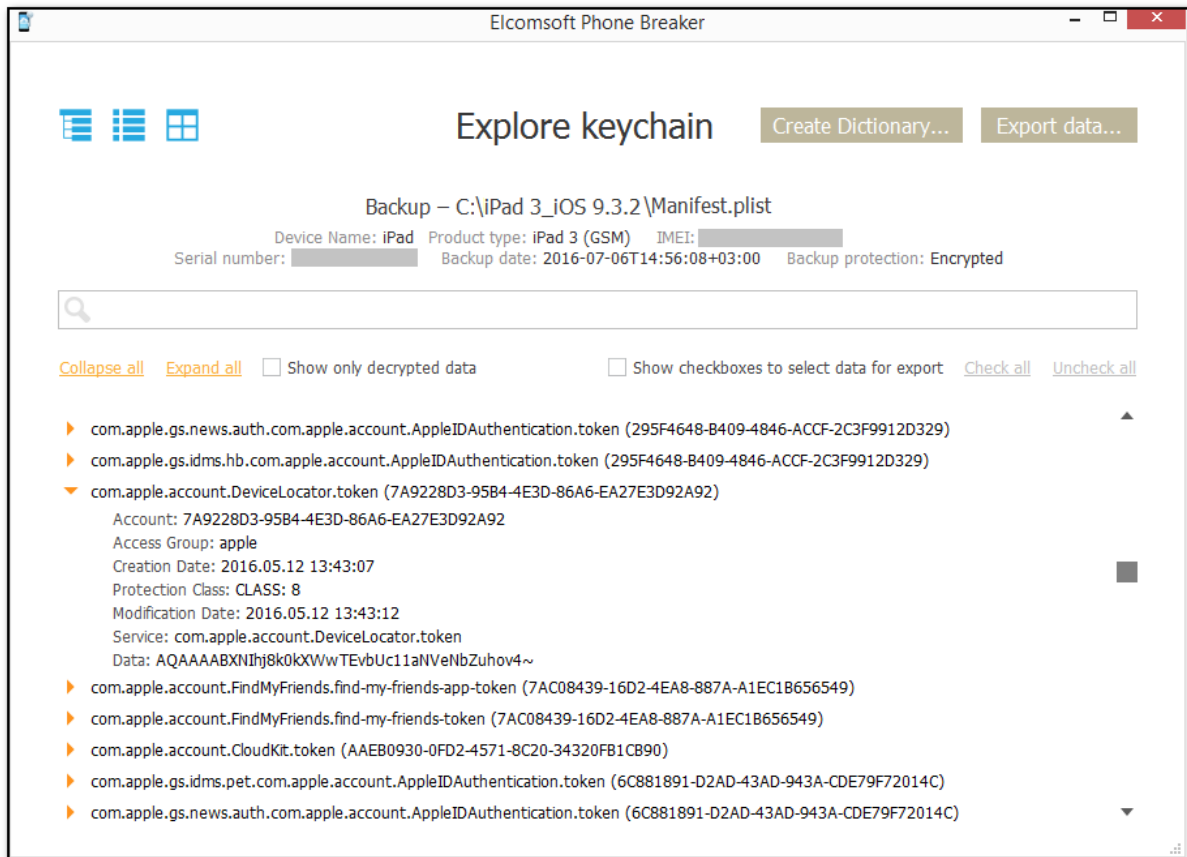 Elcomsoft Phone Breaker
Explore keychain
Create Dictionary...
Export data...
Backup – C:\iPad 3_iOS 9.3.2\Manifest.plist
Device Name: iPad Product type: iPad 3 (GSM) IMEI:
Serial number: Backup date: 2016-07-06T14:56:08+03:00 Backup protection: Encrypted
Collapse all Expand all Show only decrypted data Show checkboxes to select data for export Check all Uncheck all
com.apple.gs.news.auth.com.apple.account.AppleIDAuthentication.token (295F4648-B409-4846-ACCF-2C3F9912D329)
com.apple.gs.idms.hb.com.apple.account.AppleIDAuthentication.token (295F4648-B409-4846-ACCF-2C3F9912D329)
com.apple.account.DeviceLocator.token (7A9228D3-95B4-4E3D-86A6-EA27E3D92A92)
Account: 7A9228D3-95B4-4E3D-86A6-EA27E3D92A92
Access Group: apple
Creation Date: 2016.05.12 13:43:07
Protection Class: CLASS: 8
Modification Date: 2016.05.12 13:43:12
Service: com.apple.account.DeviceLocator.token
Data: AQAAAABXNIhj8k0kXWwTEvbUc11aNVeNbZuhov4~
com.apple.account.FindMyFriends.find-my-friends-app-token (7AC08439-16D2-4EA8-887A-A1EC1B656549)
com.apple.account.FindMyFriends.find-my-friends-token (7AC08439-16D2-4EA8-887A-A1EC1B656549)
com.apple.account.CloudKit.token (AAEB0930-0FD2-4571-8C20-34320FB1CB90)
com.apple.gs.idms.pet.com.apple.account.AppleIDAuthentication.token (6C881891-D2AD-43AD-943A-CDE79F72014C)
com.apple.gs.news.auth.com.apple.account.AppleIDAuthentication.token (6C881891-D2AD-43AD-943A-CDE79F72014C)